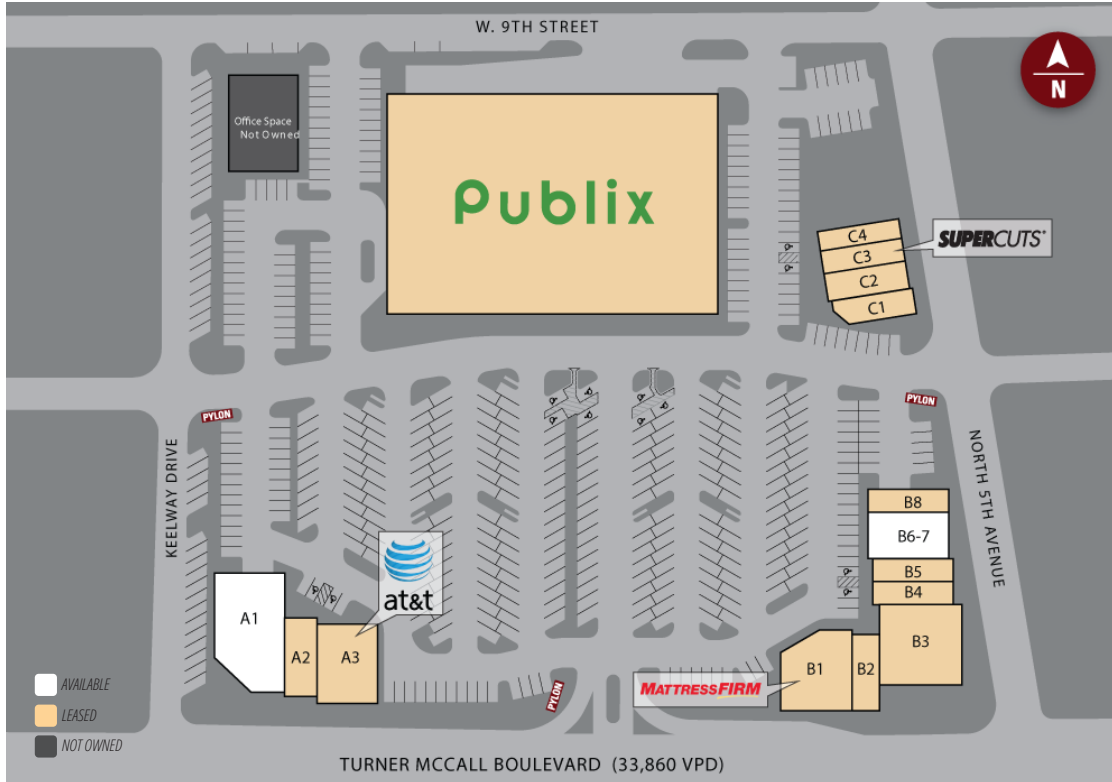 W. 9TH STREET
N
Office Space
Not Owned
Publix
C4
C3
C2
C1
SUPERCUTS
PYLON
PYLON
KEELWAY DRIVE
NORTH 5TH AVENUE
at&t
A1
A2
A3
B8
B6-7
B5
B4
B3
B1
B2
MATTRESSFIRM
PYLON
AVAILABLE
LEASED
NOT OWNED
TURNER MCCALL BOULEVARD (33,860 VPD)